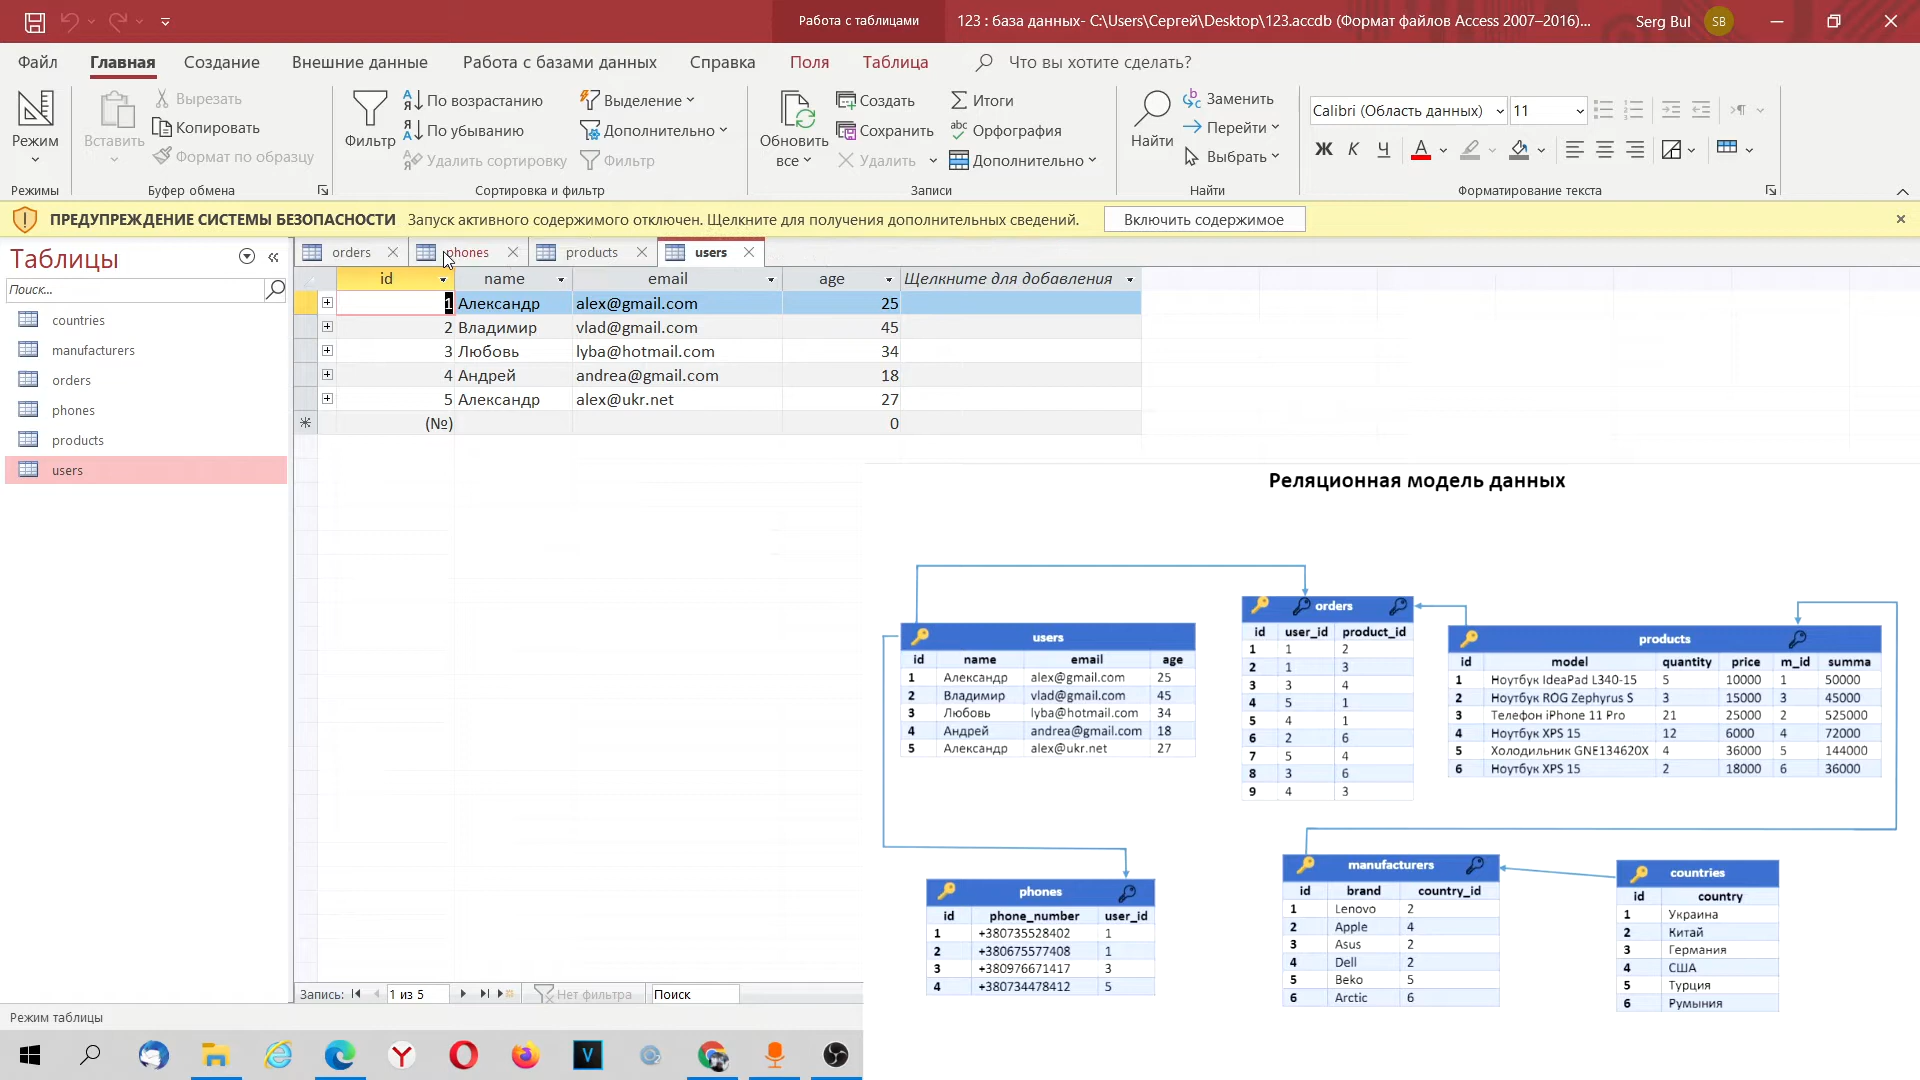 Работа с таблицами
123 : база данных- C:\Users\Сергей\Desktop\123.accdb (Формат файлов Access 2007–2016)...
Serg Bul
SB
Файл Главная Создание Внешние данные Работа с базами данных Справка Поля Таблица Что вы хотите сделать?
Режим
Режимы
Вставить
Вырезать
Копировать
Формат по образцу
Буфер обмена
Фильтр
По возрастанию
По убыванию
Удалить сортировку
Выделение
Дополнительно
Фильтр
Сортировка и фильтр
Обновить
все
Создать
Сохранить
Удалить
Итоги
Орфография
Дополнительно
Записи
Найти
Заменить
Перейти
Выбрать
Найти
Calibri (Область данных) 11
Ж К Ч А
Форматирование текста
ПРЕДУПРЕЖДЕНИЕ СИСТЕМЫ БЕЗОПАСНОСТИ Запуск активного содержимого отключен. Щелкните для получения дополнительных сведений. Включить содержимое
Таблицы
Поиск...
countries
manufacturers
orders
phones
products
users
orders phones products users
id name email age Щелкните для добавления
1 Александр alex@gmail.com 25
2 Владимир vlad@gmail.com 45
3 Любовь lyba@hotmail.com 34
4 Андрей andrea@gmail.com 18
5 Александр alex@ukr.net 27
(№) 0
Реляционная модель данных
users
id name email age
1 Александр alex@gmail.com 25
2 Владимир vlad@gmail.com 45
3 Любовь lyba@hotmail.com 34
4 Андрей andrea@gmail.com 18
5 Александр alex@ukr.net 27
orders
id user_id product_id
1 1 2
2 1 3
3 3 4
4 5 1
5 4 1
6 2 6
7 5 4
8 3 6
9 4 3
products
id model quantity price m_id summa
1 Ноутбук IdeaPad L340-15 5 10000 1 50000
2 Ноутбук ROG Zephyrus S 3 15000 3 45000
3 Телефон iPhone 11 Pro 21 25000 2 525000
4 Ноутбук XPS 15 12 6000 4 72000
5 Холодильник GNE134620X 4 36000 5 144000
6 Ноутбук XPS 15 2 18000 6 36000
phones
id phone_number user_id
1 +380735528402 1
2 +380675577408 1
3 +380976671417 3
4 +380734478412 5
manufacturers
id brand country_id
1 Lenovo 2
2 Apple 4
3 Asus 2
4 Dell 2
5 Beko 5
6 Arctic 6
countries
id country
1 Украина
2 Китай
3 Германия
4 США
5 Турция
6 Румыния
Запись: 1 из 5 Нет фильтра Поиск
Режим таблицы